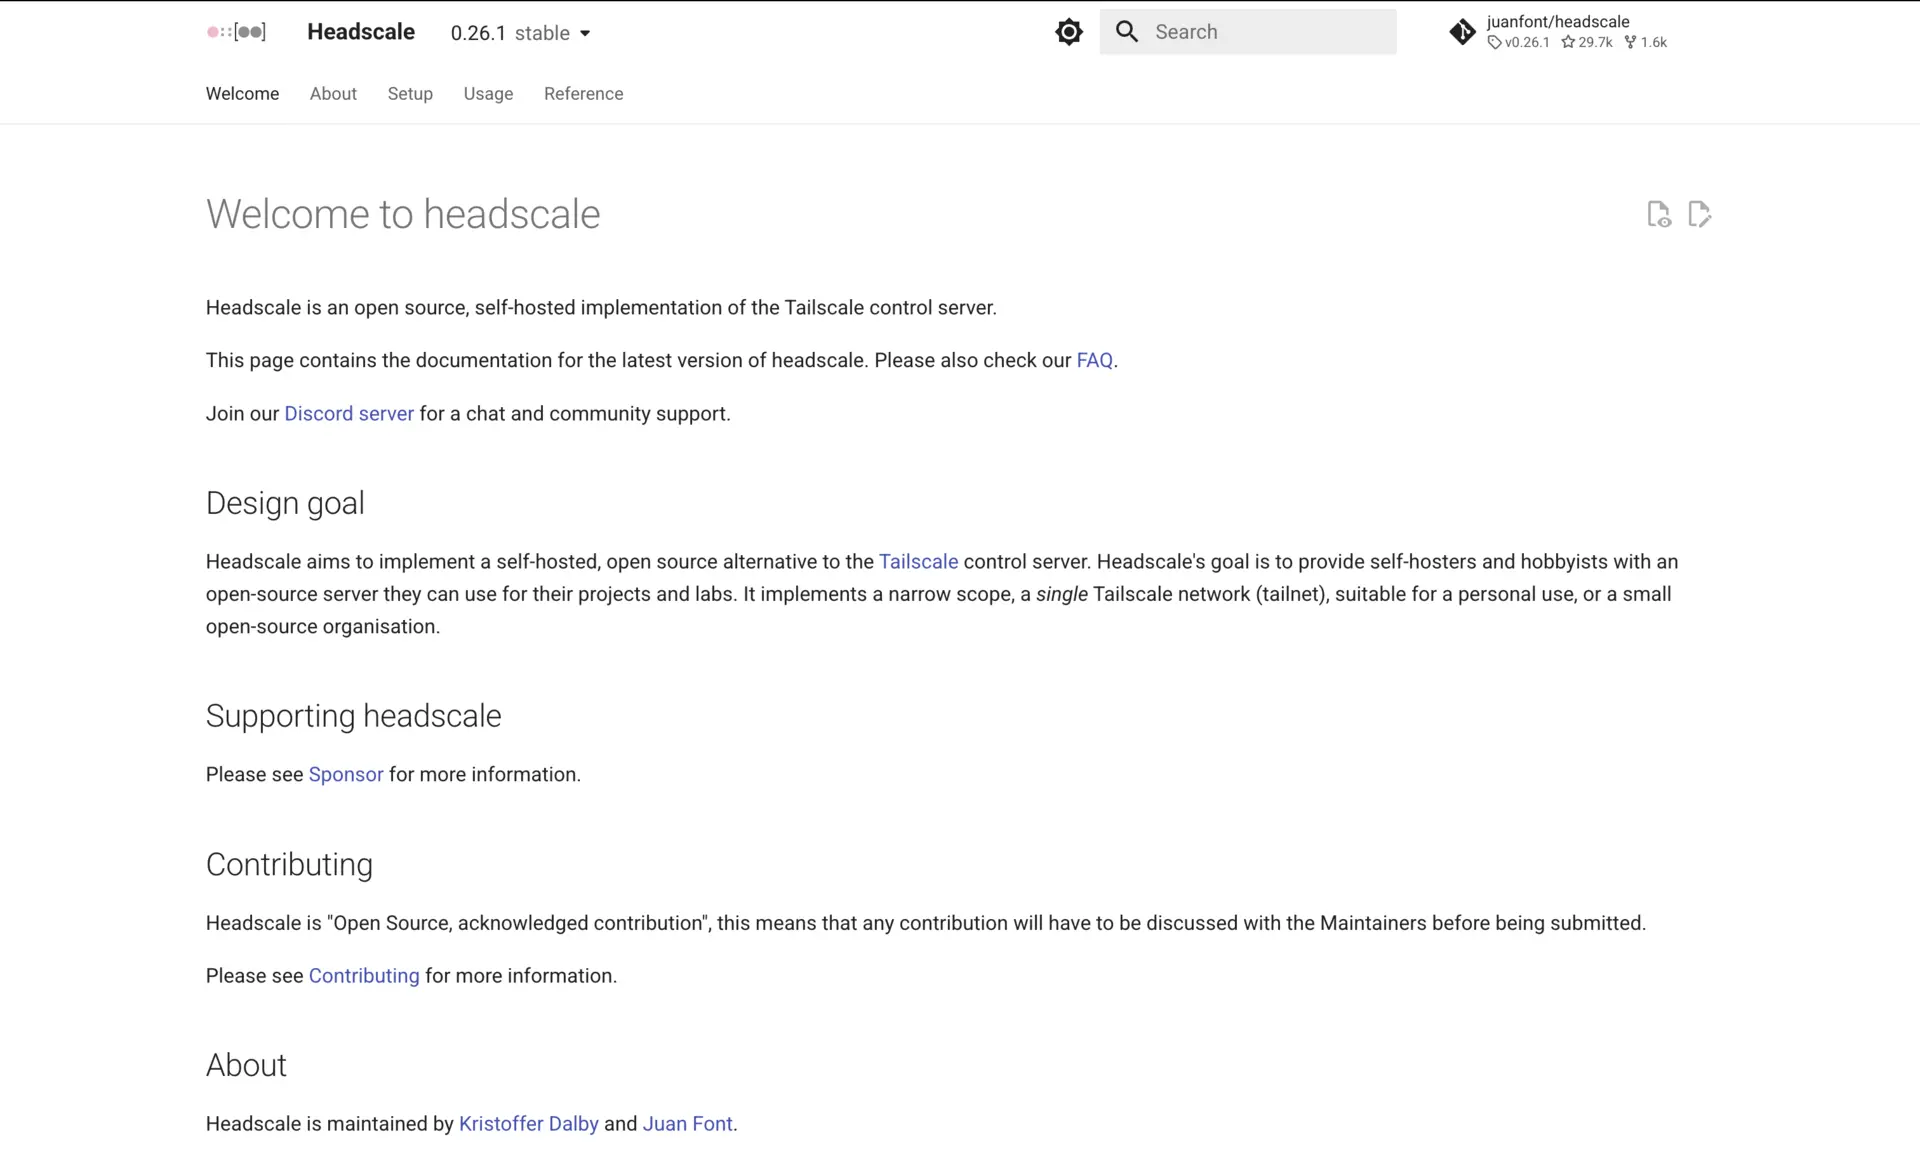 Headscale 0.26.1 stable
Search
juanfont/headscale
v0.26.1 29.7k 1.6k
Welcome About Setup Usage Reference
Welcome to headscale
Headscale is an open source, self-hosted implementation of the Tailscale control server.
This page contains the documentation for the latest version of headscale. Please also check our FAQ.
Join our Discord server for a chat and community support.
Design goal
Headscale aims to implement a self-hosted, open source alternative to the Tailscale control server. Headscale's goal is to provide self-hosters and hobbyists with an
open-source server they can use for their projects and labs. It implements a narrow scope, a single Tailscale network (tailnet), suitable for a personal use, or a small
open-source organisation.
Supporting headscale
Please see Sponsor for more information.
Contributing
Headscale is "Open Source, acknowledged contribution", this means that any contribution will have to be discussed with the Maintainers before being submitted.
Please see Contributing for more information.
About
Headscale is maintained by Kristoffer Dalby and Juan Font.